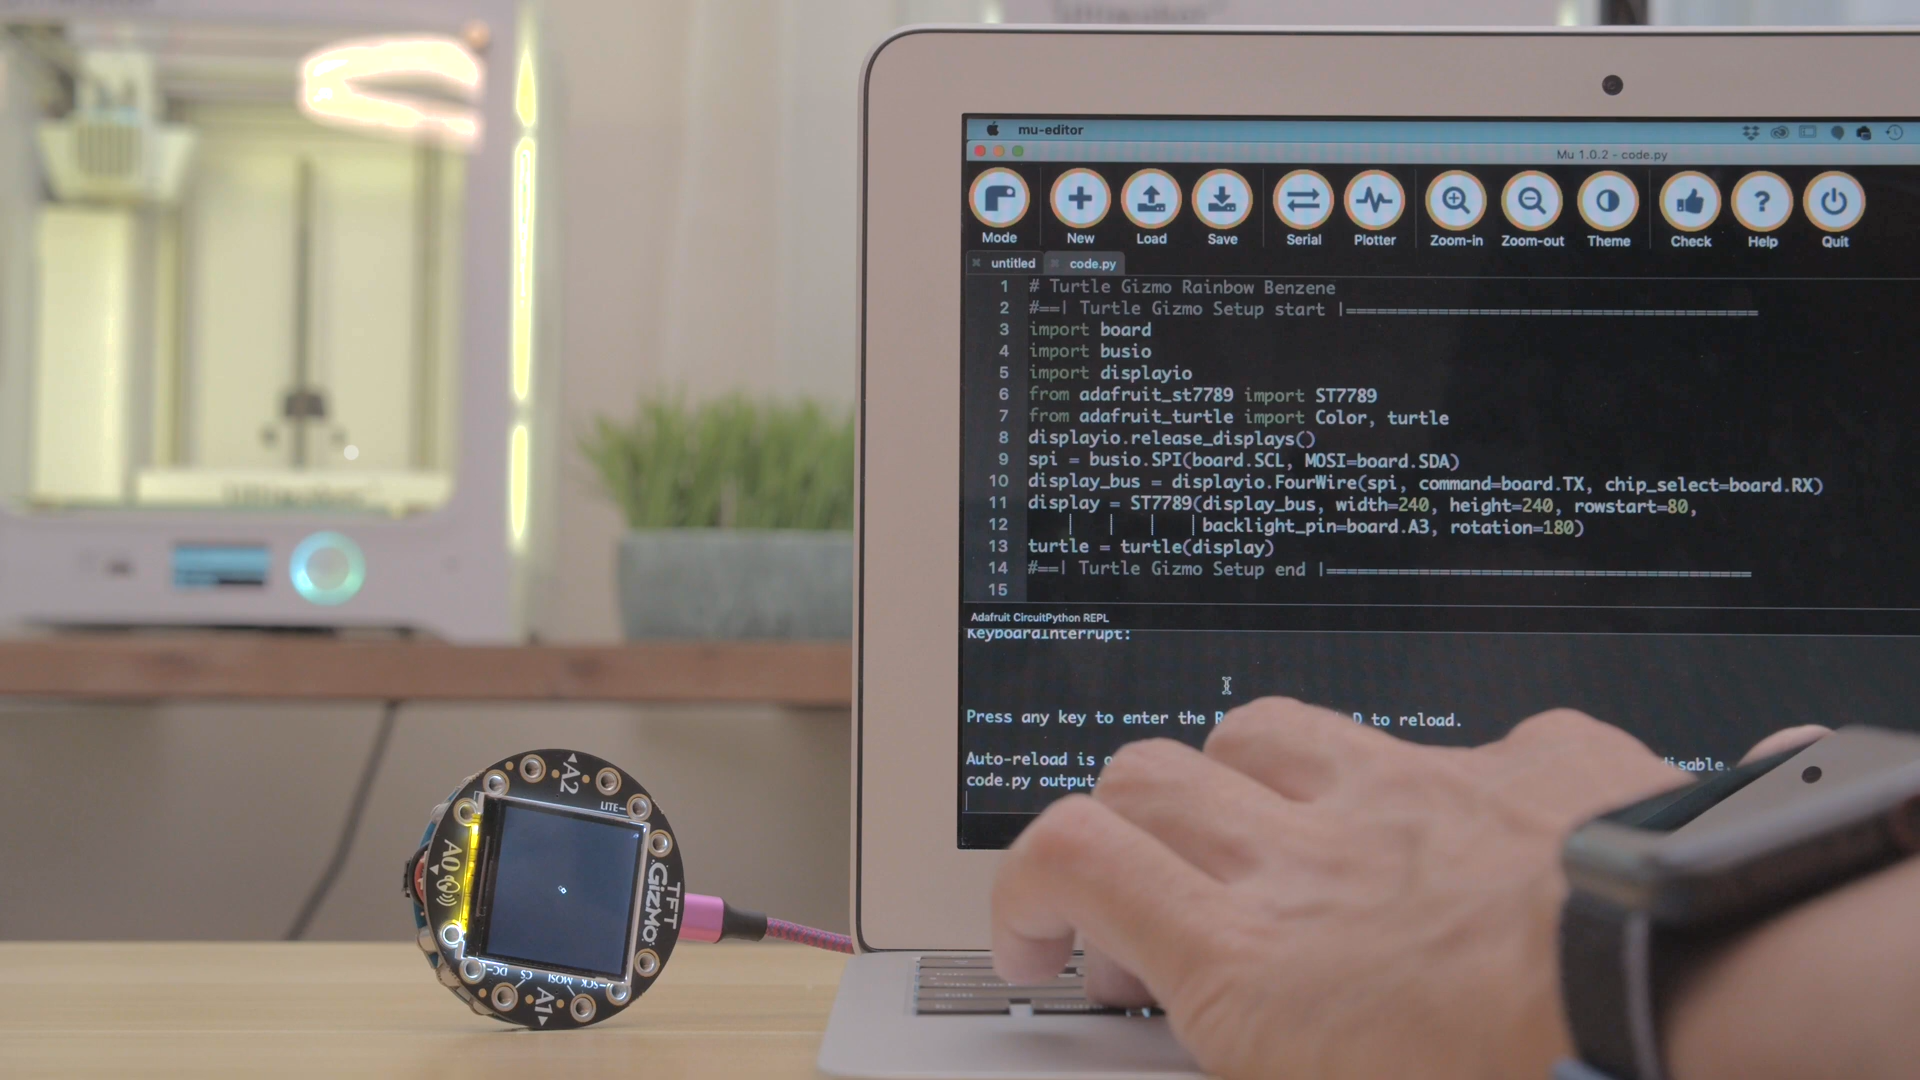 mu-editor
Mu 1.0.2 - code.py
Mode New Load Save Serial Plotter Zoom-in Zoom-out Theme Check Help Quit
untitled code.py
1 # Turtle Gizmo Rainbow Benzene
2 #==| Turtle Gizmo Setup start |========================================
3 import board
4 import busio
5 import displayio
6 from adafruit_st7789 import ST7789
7 from adafruit_turtle import Color, turtle
8 displayio.release_displays()
9 spi = busio.SPI(board.SCL, MOSI=board.SDA)
10 display_bus = displayio.FourWire(spi, command=board.TX, chip_select=board.RX)
11 display = ST7789(display_bus, width=240, height=240, rowstart=80,
12 backlight_pin=board.A3, rotation=180)
13 turtle = turtle(display)
14 #==| Turtle Gizmo Setup end |=========================================
15
Adafruit CircuitPython REPL
KeyboardInterrupt:
Press any key to enter the to reload.
Auto-reload is disable.
code.py output:
A2
LITE
A0
TFT
GIZMO
DC
CS
MOSI
SCK
A1